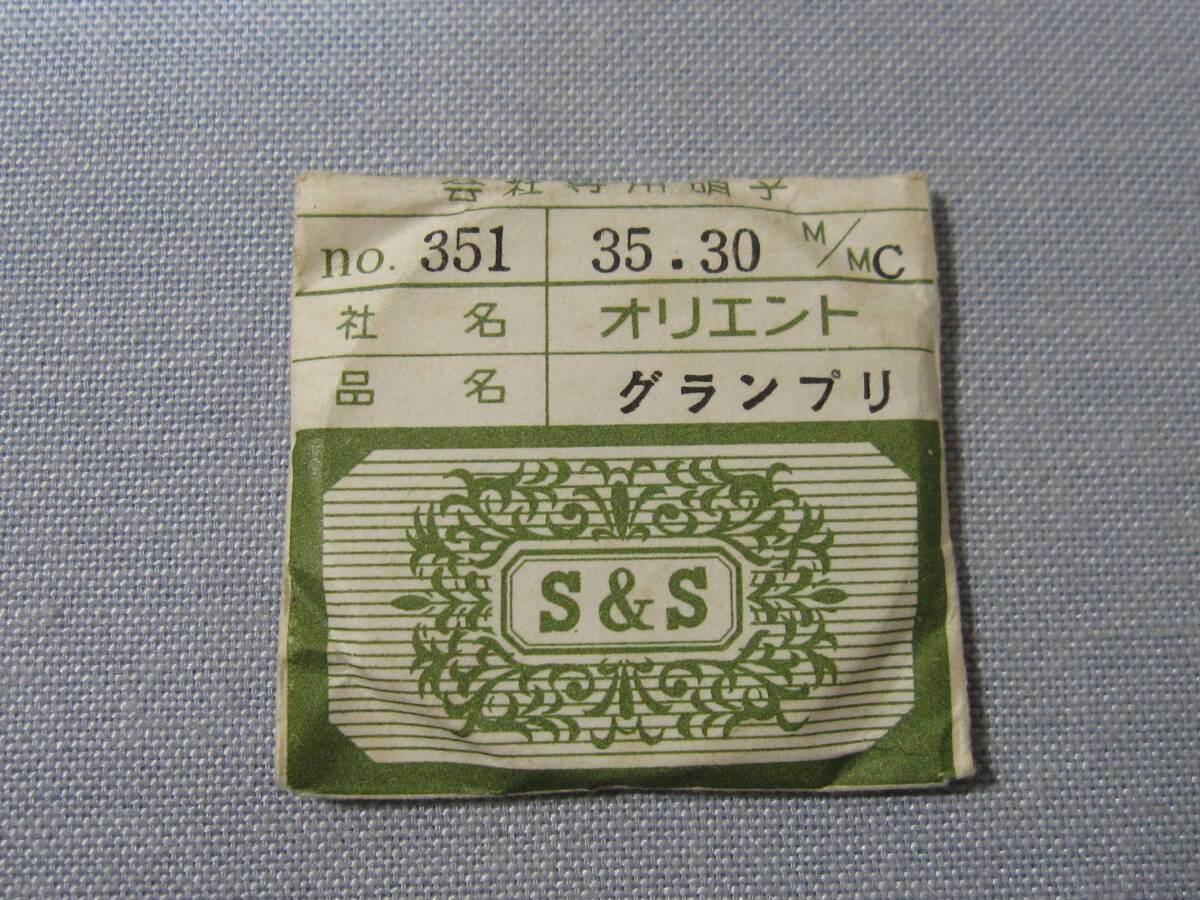 会社専用硝子
no. 351 35.30 M/MC
社名 オリエント
品名 グランプリ
S&S